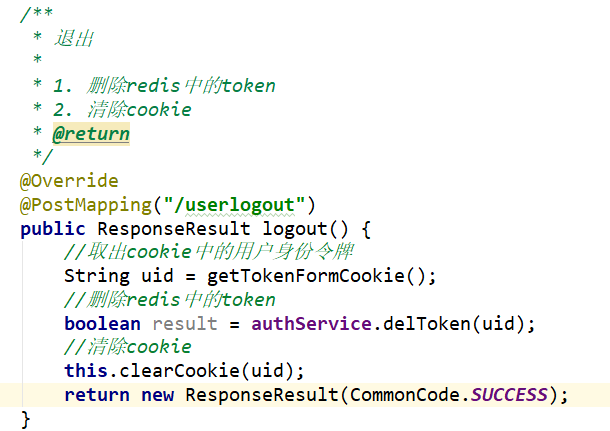 /**
 * 退出
 *
 * 1. 删除redis中的token
 * 2. 清除cookie
 * @return
 */
@Override
@PostMapping("/userlogout")
public ResponseResult logout() {
    //取出cookie中的用户身份令牌
    String uid = getTokenFormCookie();
    //删除redis中的token
    boolean result = authService.delToken(uid);
    //清除cookie
    this.clearCookie(uid);
    return new ResponseResult(CommonCode.SUCCESS);
}